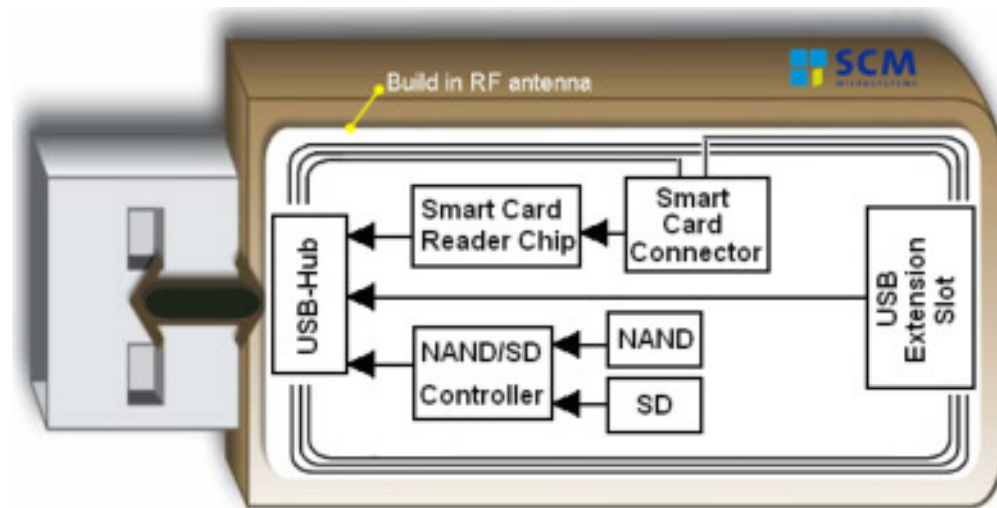 SCM
MICROSYSTEMS
Build in RF antenna
Smart Card
Reader Chip
Smart
Card
Connector
USB-Hub
USB
Extension
Slot
NAND/SD
Controller
NAND
SD